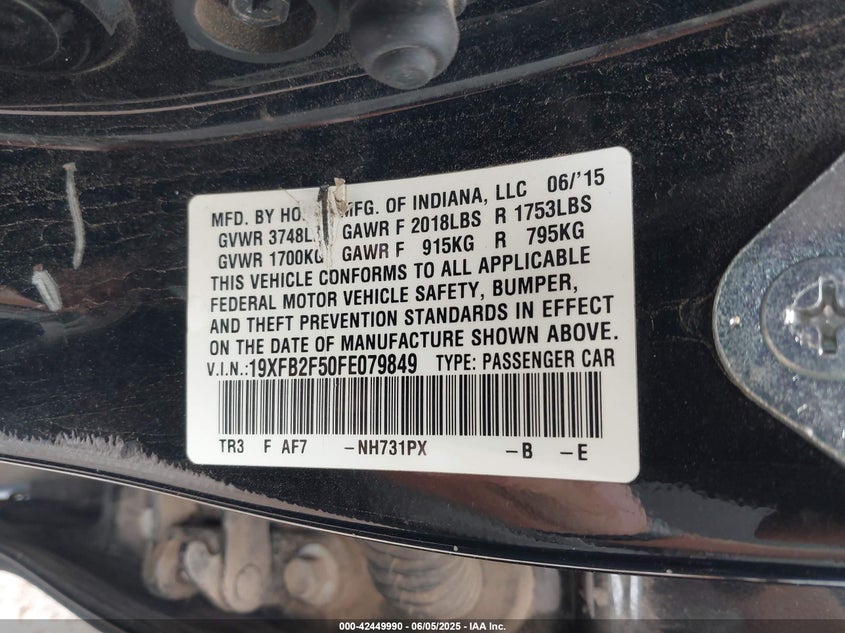 MFD. BY HO MFG. OF INDIANA, LLC 06/'15
GVWR 3748L GAWR F 2018LBS R 1753LBS
GVWR 1700KG GAWR F 915KG R 795KG
THIS VEHICLE CONFORMS TO ALL APPLICABLE
FEDERAL MOTOR VEHICLE SAFETY, BUMPER,
AND THEFT PREVENTION STANDARDS IN EFFECT
ON THE DATE OF MANUFACTURE SHOWN ABOVE.
V.I.N.:19XFB2F50FE079849 TYPE: PASSENGER CAR
TR3 F AF7 -NH731PX -B -E
000-42449990 - 06/05/2025 - IAA Inc.